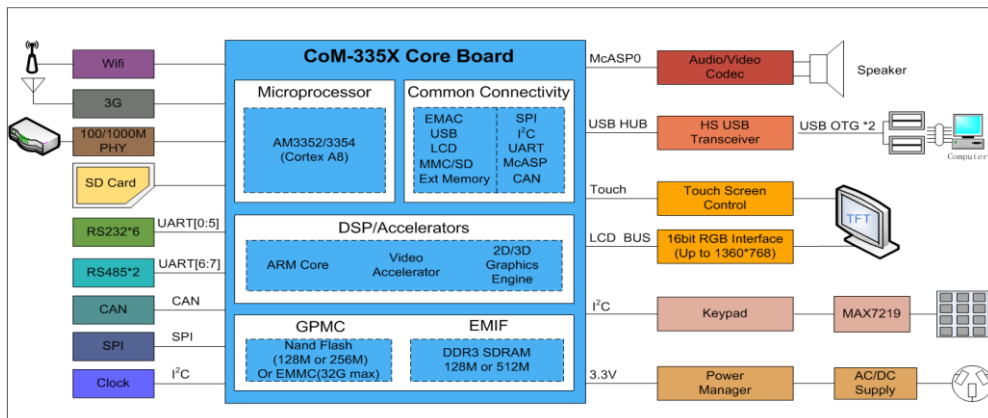 CoM-335X Core Board
Wifi
3G
100/1000M
PHY
SD Card
RS232*6
UART[0:5]
RS485*2
UART[6:7]
CAN
CAN
SPI
SPI
Clock
I²C
Microprocessor
AM3352/3354
(Cortex A8)
Common Connectivity
EMAC
USB
LCD
MMC/SD
Ext Memory
SPI
I²C
UART
McASP
CAN
DSP/Accelerators
ARM Core
Video
Accelerator
2D/3D
Graphics
Engine
GPMC
Nand Flash
(128M or 256M)
Or EMMC(32G max)
EMIF
DDR3 SDRAM
128M or 512M
McASP0
Audio/Video
Codec
Speaker
USB HUB
HS USB
Transceiver
USB OTG *2
Computer
Touch
Touch Screen
Control
TFT
LCD BUS
16bit RGB Interface
(Up to 1360*768)
I²C
Keypad
MAX7219
3.3V
Power
Manager
AC/DC
Supply